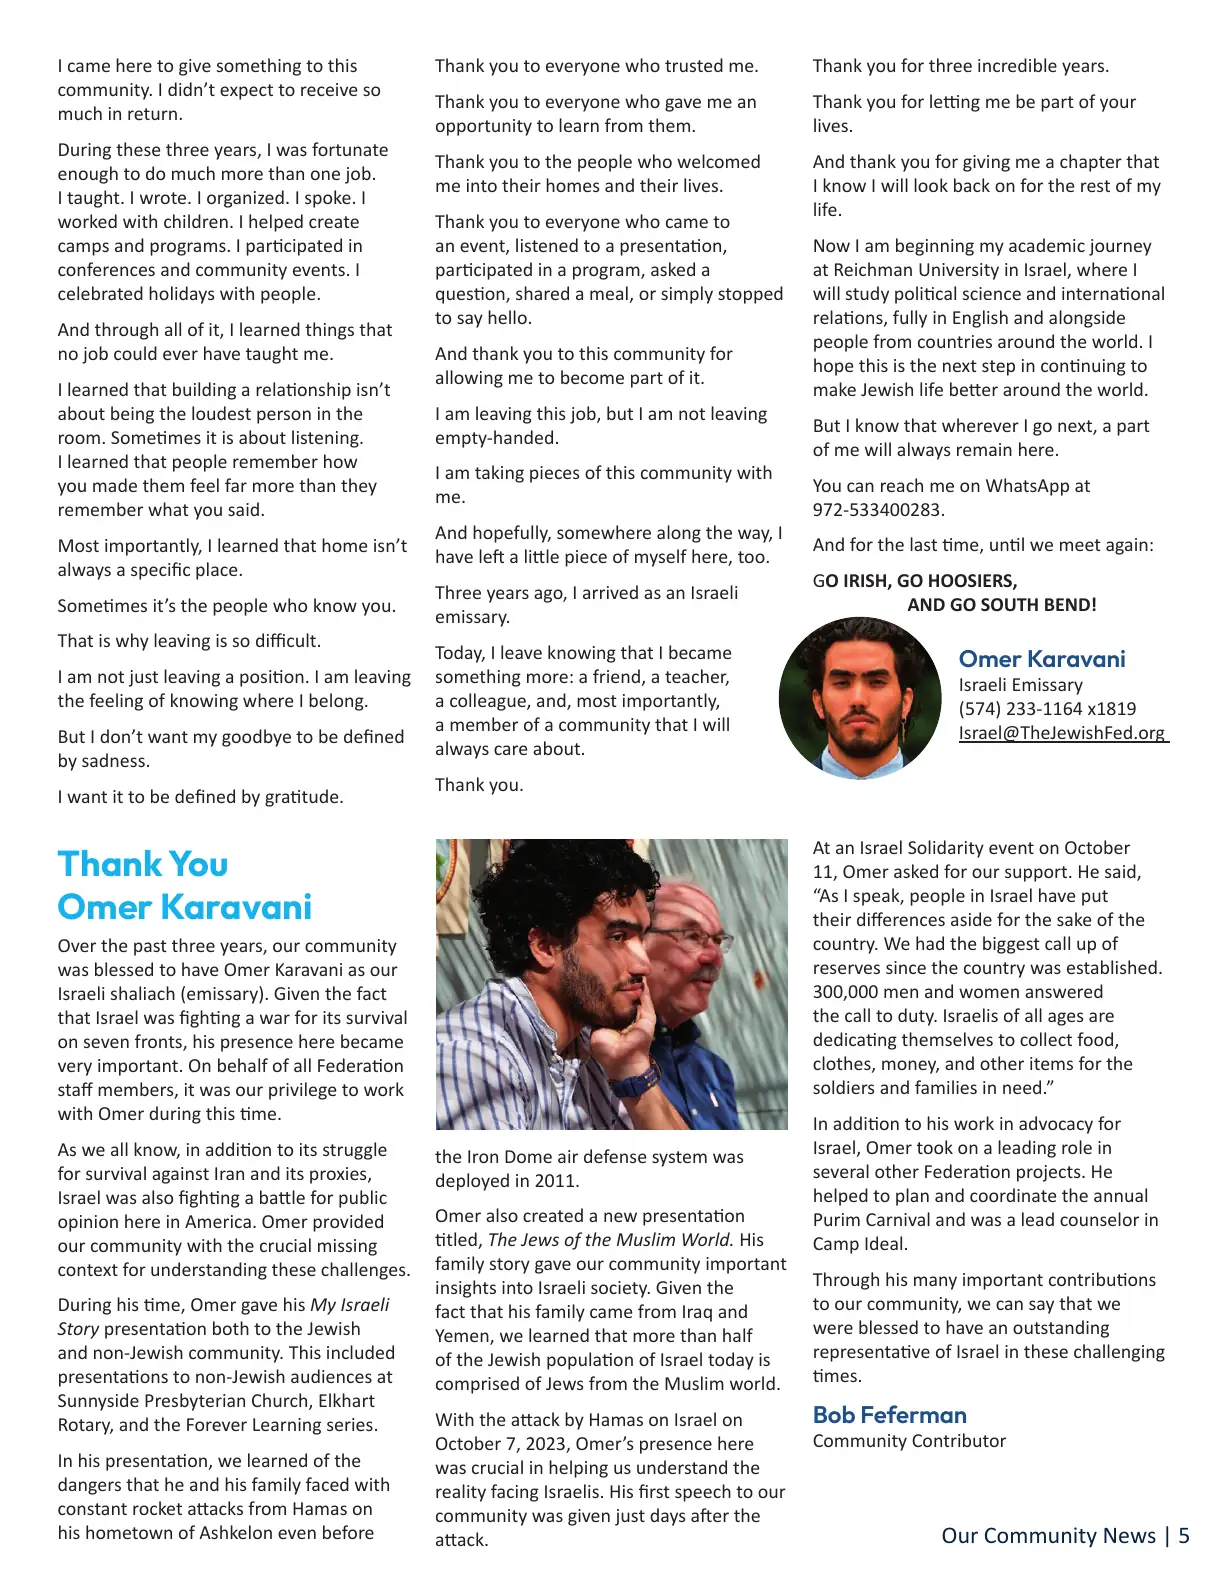 I came here to give something to this
community. I didn’t expect to receive so
much in return.
During these three years, I was fortunate
enough to do much more than one job.
I taught. I wrote. I organized. I spoke. I
worked with children. I helped create
camps and programs. I participated in
conferences and community events. I
celebrated holidays with people.
And through all of it, I learned things that
no job could ever have taught me.
I learned that building a relationship isn’t
about being the loudest person in the
room. Sometimes it is about listening.
I learned that people remember how
you made them feel far more than they
remember what you said.
Most importantly, I learned that home isn’t
always a specific place.
Sometimes it’s the people who know you.
That is why leaving is so difficult.
I am not just leaving a position. I am leaving
the feeling of knowing where I belong.
But I don’t want my goodbye to be defined
by sadness.
I want it to be defined by gratitude.
Thank you to everyone who trusted me.
Thank you to everyone who gave me an
opportunity to learn from them.
Thank you to the people who welcomed
me into their homes and their lives.
Thank you to everyone who came to
an event, listened to a presentation,
participated in a program, asked a
question, shared a meal, or simply stopped
to say hello.
And thank you to this community for
allowing me to become part of it.
I am leaving this job, but I am not leaving
empty-handed.
I am taking pieces of this community with
me.
And hopefully, somewhere along the way, I
have left a little piece of myself here, too.
Three years ago, I arrived as an Israeli
emissary.
Today, I leave knowing that I became
something more: a friend, a teacher,
a colleague, and, most importantly,
a member of a community that I will
always care about.
Thank you.
Thank you for three incredible years.
Thank you for letting me be part of your
lives.
And thank you for giving me a chapter that
I know I will look back on for the rest of my
life.
Now I am beginning my academic journey
at Reichman University in Israel, where I
will study political science and international
relations, fully in English and alongside
people from countries around the world. I
hope this is the next step in continuing to
make Jewish life better around the world.
But I know that wherever I go next, a part
of me will always remain here.
You can reach me on WhatsApp at
972-533400283.
And for the last time, until we meet again:
GO IRISH, GO HOOSIERS,
AND GO SOUTH BEND!
Omer Karavani
Israeli Emissary
(574) 233-1164 x1819
Israel@TheJewishFed.org
Thank You
Omer Karavani
Over the past three years, our community
was blessed to have Omer Karavani as our
Israeli shaliach (emissary). Given the fact
that Israel was fighting a war for its survival
on seven fronts, his presence here became
very important. On behalf of all Federation
staff members, it was our privilege to work
with Omer during this time.
As we all know, in addition to its struggle
for survival against Iran and its proxies,
Israel was also fighting a battle for public
opinion here in America. Omer provided
our community with the crucial missing
context for understanding these challenges.
During his time, Omer gave his My Israeli
Story presentation both to the Jewish
and non-Jewish community. This included
presentations to non-Jewish audiences at
Sunnyside Presbyterian Church, Elkhart
Rotary, and the Forever Learning series.
In his presentation, we learned of the
dangers that he and his family faced with
constant rocket attacks from Hamas on
his hometown of Ashkelon even before
the Iron Dome air defense system was
deployed in 2011.
Omer also created a new presentation
titled, The Jews of the Muslim World. His
family story gave our community important
insights into Israeli society. Given the
fact that his family came from Iraq and
Yemen, we learned that more than half
of the Jewish population of Israel today is
comprised of Jews from the Muslim world.
With the attack by Hamas on Israel on
October 7, 2023, Omer’s presence here
was crucial in helping us understand the
reality facing Israelis. His first speech to our
community was given just days after the
attack.
At an Israel Solidarity event on October
11, Omer asked for our support. He said,
“As I speak, people in Israel have put
their differences aside for the sake of the
country. We had the biggest call up of
reserves since the country was established.
300,000 men and women answered
the call to duty. Israelis of all ages are
dedicating themselves to collect food,
clothes, money, and other items for the
soldiers and families in need.”
In addition to his work in advocacy for
Israel, Omer took on a leading role in
several other Federation projects. He
helped to plan and coordinate the annual
Purim Carnival and was a lead counselor in
Camp Ideal.
Through his many important contributions
to our community, we can say that we
were blessed to have an outstanding
representative of Israel in these challenging
times.
Bob Feferman
Community Contributor
Our Community News | 5